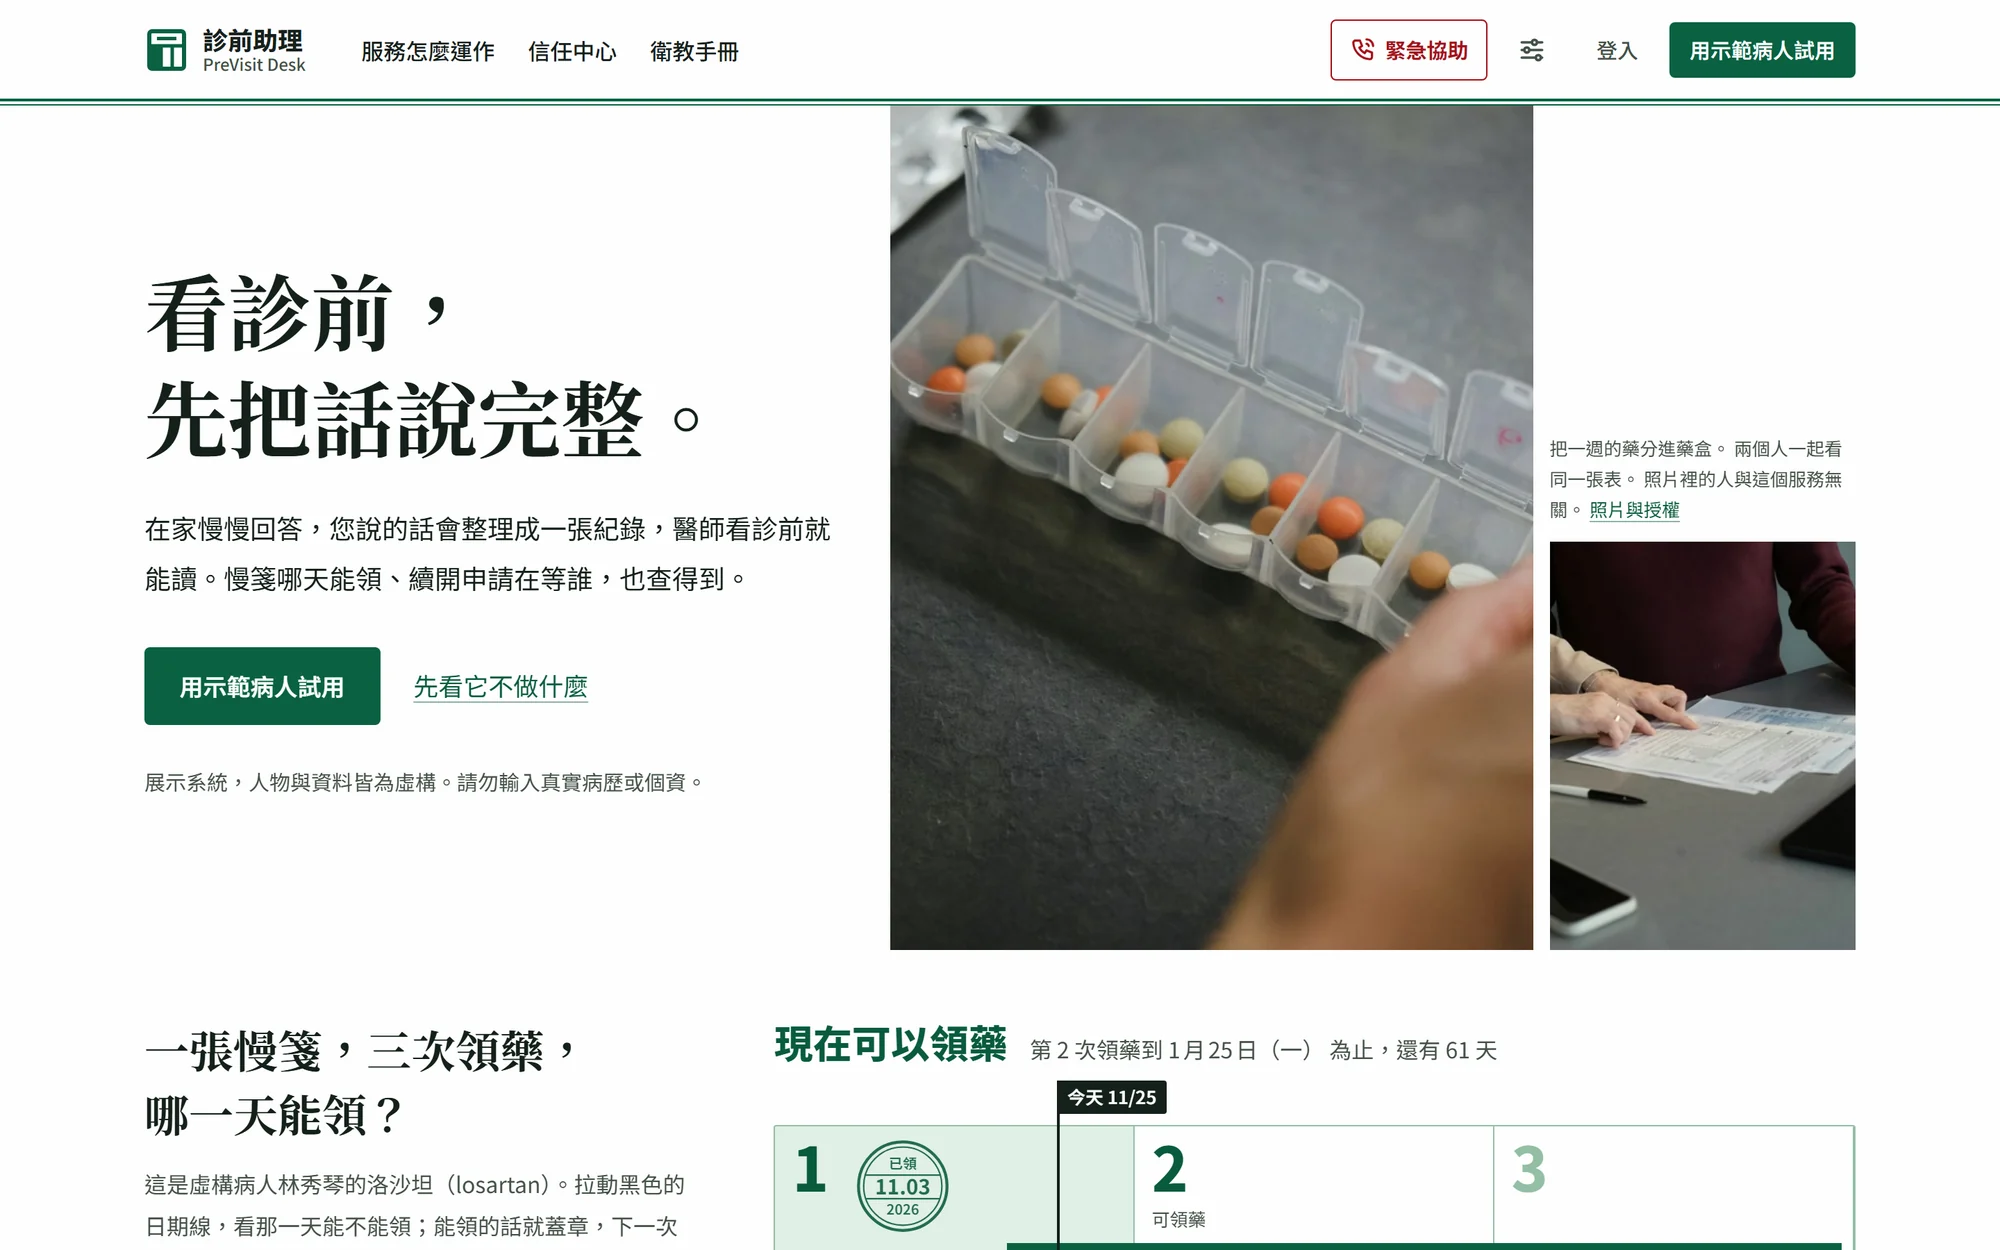 診前助理
PreVisit Desk
服務怎麼運作
信任中心
衛教手冊
緊急協助
登入
用示範病人試用
看診前，
先把話說完整。
在家慢慢回答，您說的話會整理成一張紀錄，醫師看診前就
能讀。慢箋哪天能領、續開申請在等誰，也查得到。
用示範病人試用
先看它不做什麼
展示系統，人物與資料皆為虛構。請勿輸入真實病歷或個資。
把一週的藥分進藥盒。 兩個人一起看
同一張表。 照片裡的人與這個服務無
關。 照片與授權
一張慢箋，三次領藥，
哪一天能領？
這是虛構病人林秀琴的洛沙坦（losartan）。拉動黑色的
日期線，看那一天能不能領；能領的話就蓋章，下一次
現在可以領藥
第 2 次領藥到 1 月 25 日（一） 為止，還有 61 天
今天 11/25
1
已領
11.03
2026
2
可領藥
3